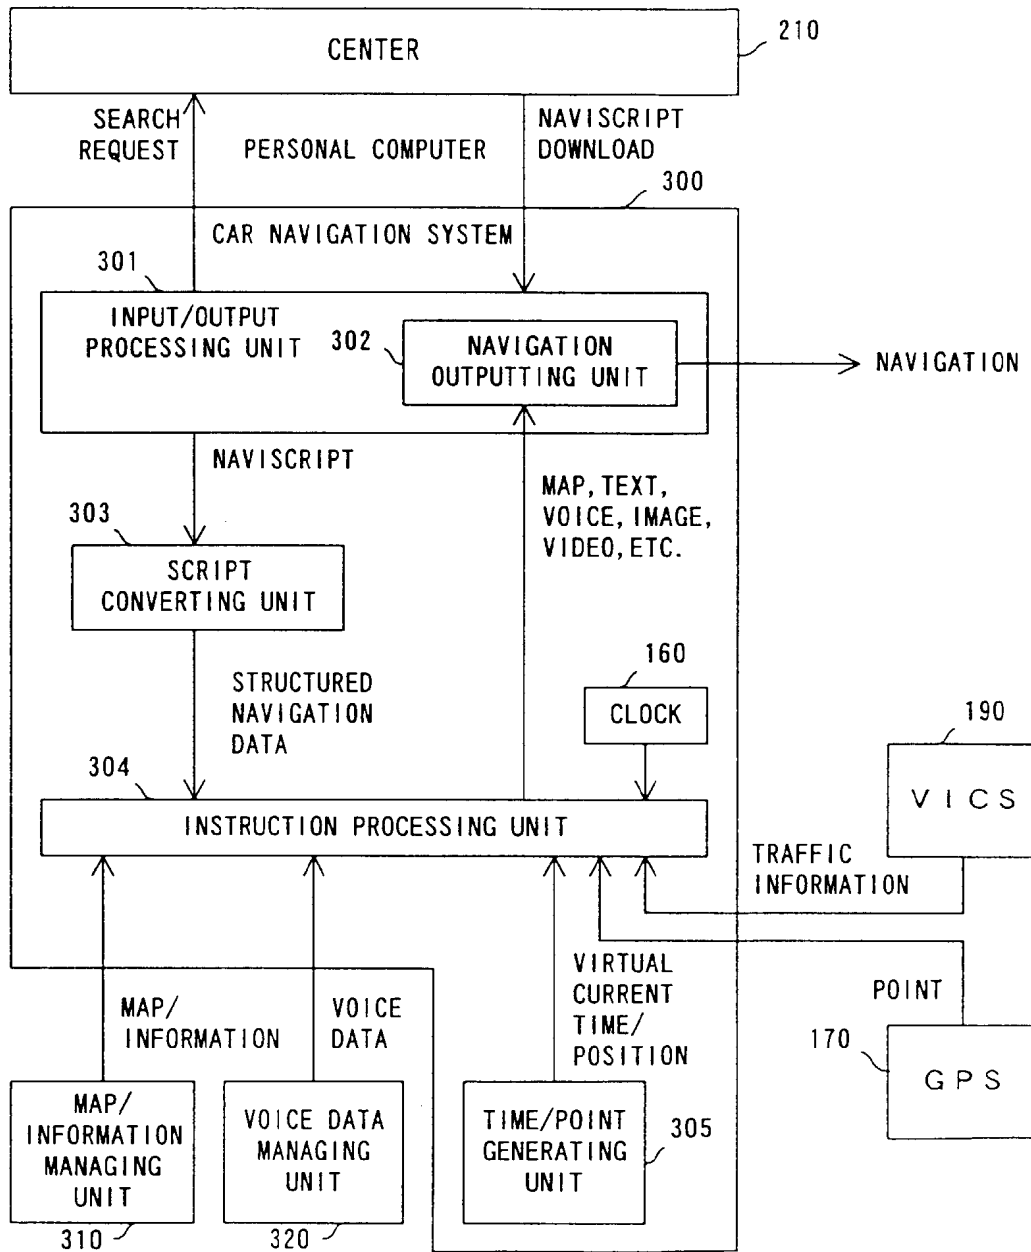 CENTER
210
SEARCH
REQUEST
PERSONAL COMPUTER
NAVISCRIPT
DOWNLOAD
300
CAR NAVIGATION SYSTEM
301
INPUT/OUTPUT
PROCESSING UNIT
302
NAVIGATION
OUTPUTTING UNIT
NAVIGATION
NAVISCRIPT
MAP, TEXT,
VOICE, IMAGE,
VIDEO, ETC.
303
SCRIPT
CONVERTING UNIT
STRUCTURED
NAVIGATION
DATA
160
CLOCK
190
VICS
304
INSTRUCTION PROCESSING UNIT
TRAFFIC
INFORMATION
MAP/
INFORMATION
VOICE
DATA
VIRTUAL
CURRENT
TIME/
POSITION
POINT
170
GPS
MAP/
INFORMATION
MANAGING
UNIT
310
VOICE DATA
MANAGING
UNIT
320
TIME/POINT
GENERATING
UNIT
305